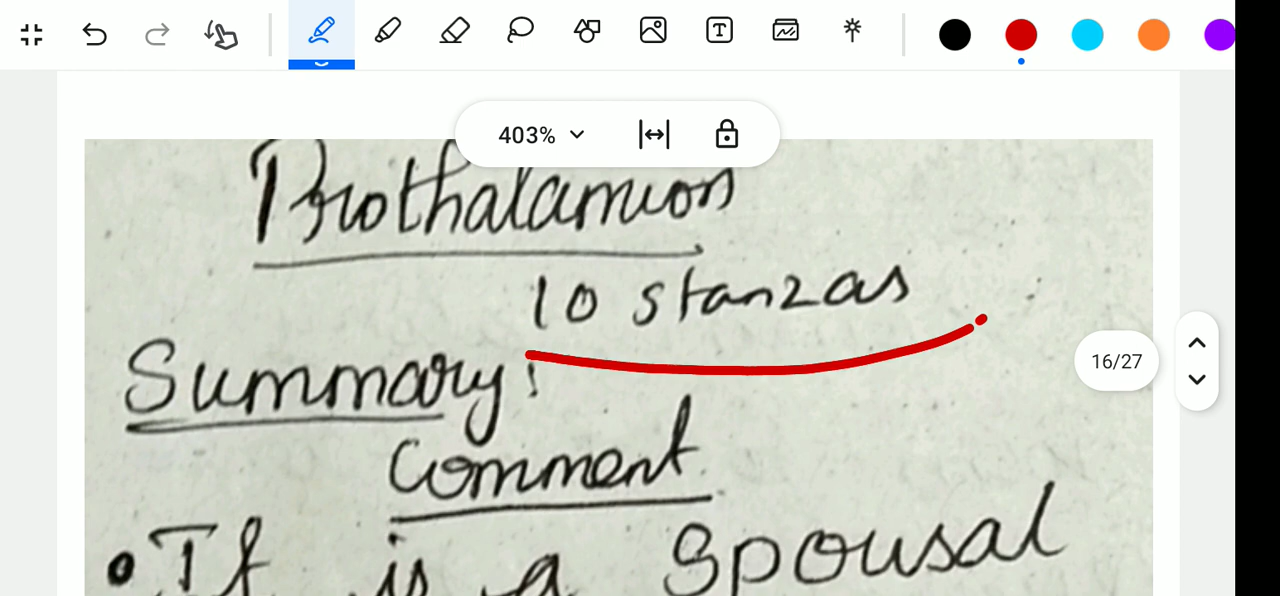 403%
Prothalamion
10 stanzas
16/27
Summary:
Comment
• It is a Spousal